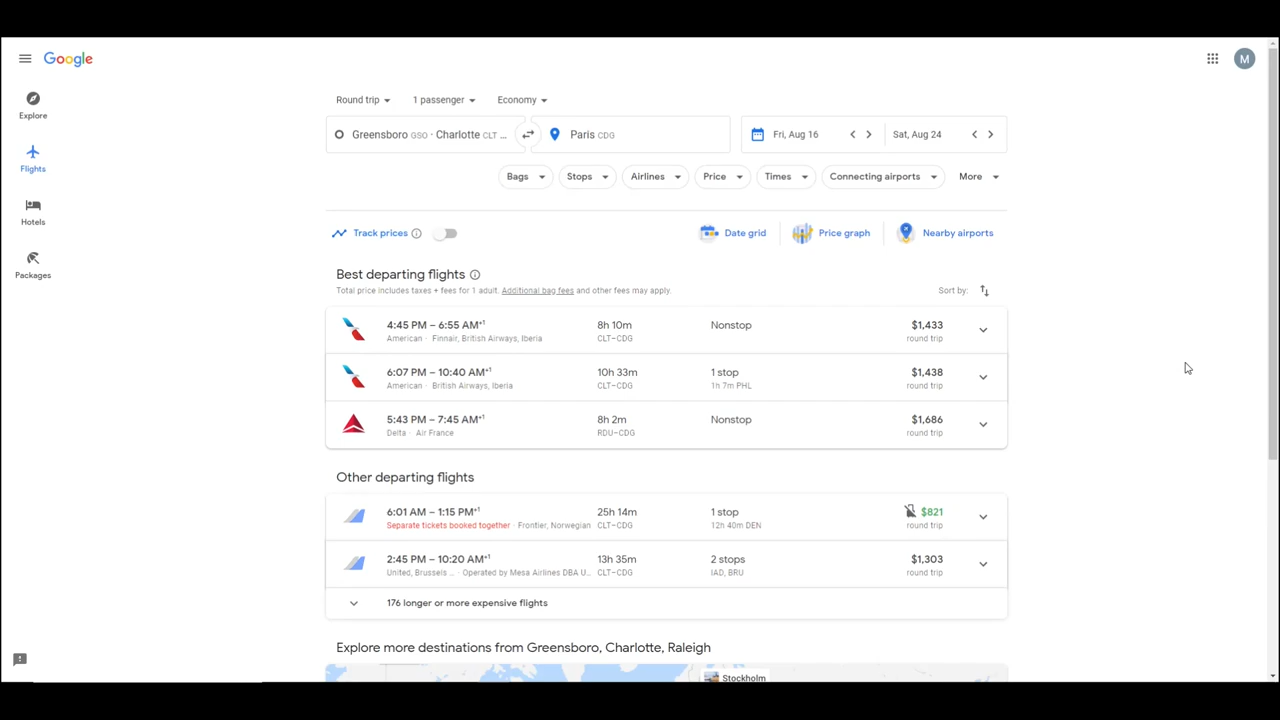 Google
M
Explore
Flights
Hotels
Packages
Round trip 1 passenger Economy
Greensboro GSO · Charlotte CLT ... Paris CDG Fri, Aug 16 Sat, Aug 24
Bags Stops Airlines Price Times Connecting airports More
Track prices Date grid Price graph Nearby airports
Best departing flights
Total price includes taxes + fees for 1 adult. Additional bag fees and other fees may apply. Sort by:
4:45 PM – 6:55 AM+1 8h 10m Nonstop $1,433
American · Finnair, British Airways, Iberia CLT–CDG round trip
6:07 PM – 10:40 AM+1 10h 33m 1 stop $1,438
American · British Airways, Iberia CLT–CDG 1h 7m PHL round trip
5:43 PM – 7:45 AM+1 8h 2m Nonstop $1,686
Delta · Air France RDU–CDG round trip
Other departing flights
6:01 AM – 1:15 PM+1 25h 14m 1 stop $821
Separate tickets booked together · Frontier, Norwegian CLT–CDG 12h 40m DEN round trip
2:45 PM – 10:20 AM+1 13h 35m 2 stops $1,303
United, Brussels ... · Operated by Mesa Airlines DBA U... CLT–CDG IAD, BRU round trip
176 longer or more expensive flights
Explore more destinations from Greensboro, Charlotte, Raleigh
Stockholm